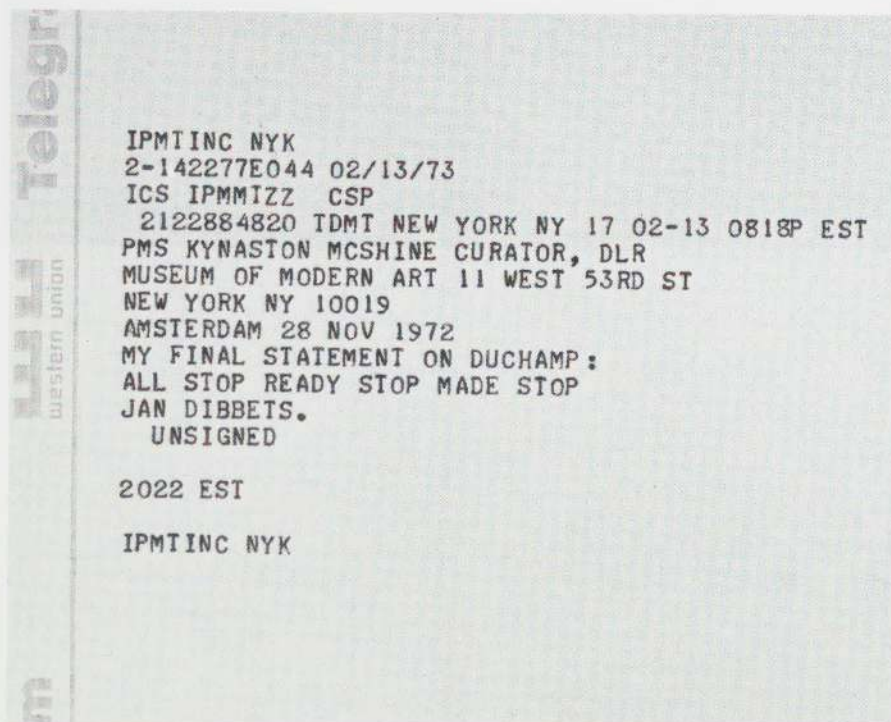 Telegr
western union
IPMTINC NYK
2-142277E044 02/13/73
ICS IPMMTZZ CSP
2122884820 TDMT NEW YORK NY 17 02-13 0818P EST
PMS KYNASTON MCSHINE CURATOR, DLR
MUSEUM OF MODERN ART 11 WEST 53RD ST
NEW YORK NY 10019
AMSTERDAM 28 NOV 1972
MY FINAL STATEMENT ON DUCHAMP:
ALL STOP READY STOP MADE STOP
JAN DIBBETS.
UNSIGNED
2022 EST
IPMTINC NYK
m